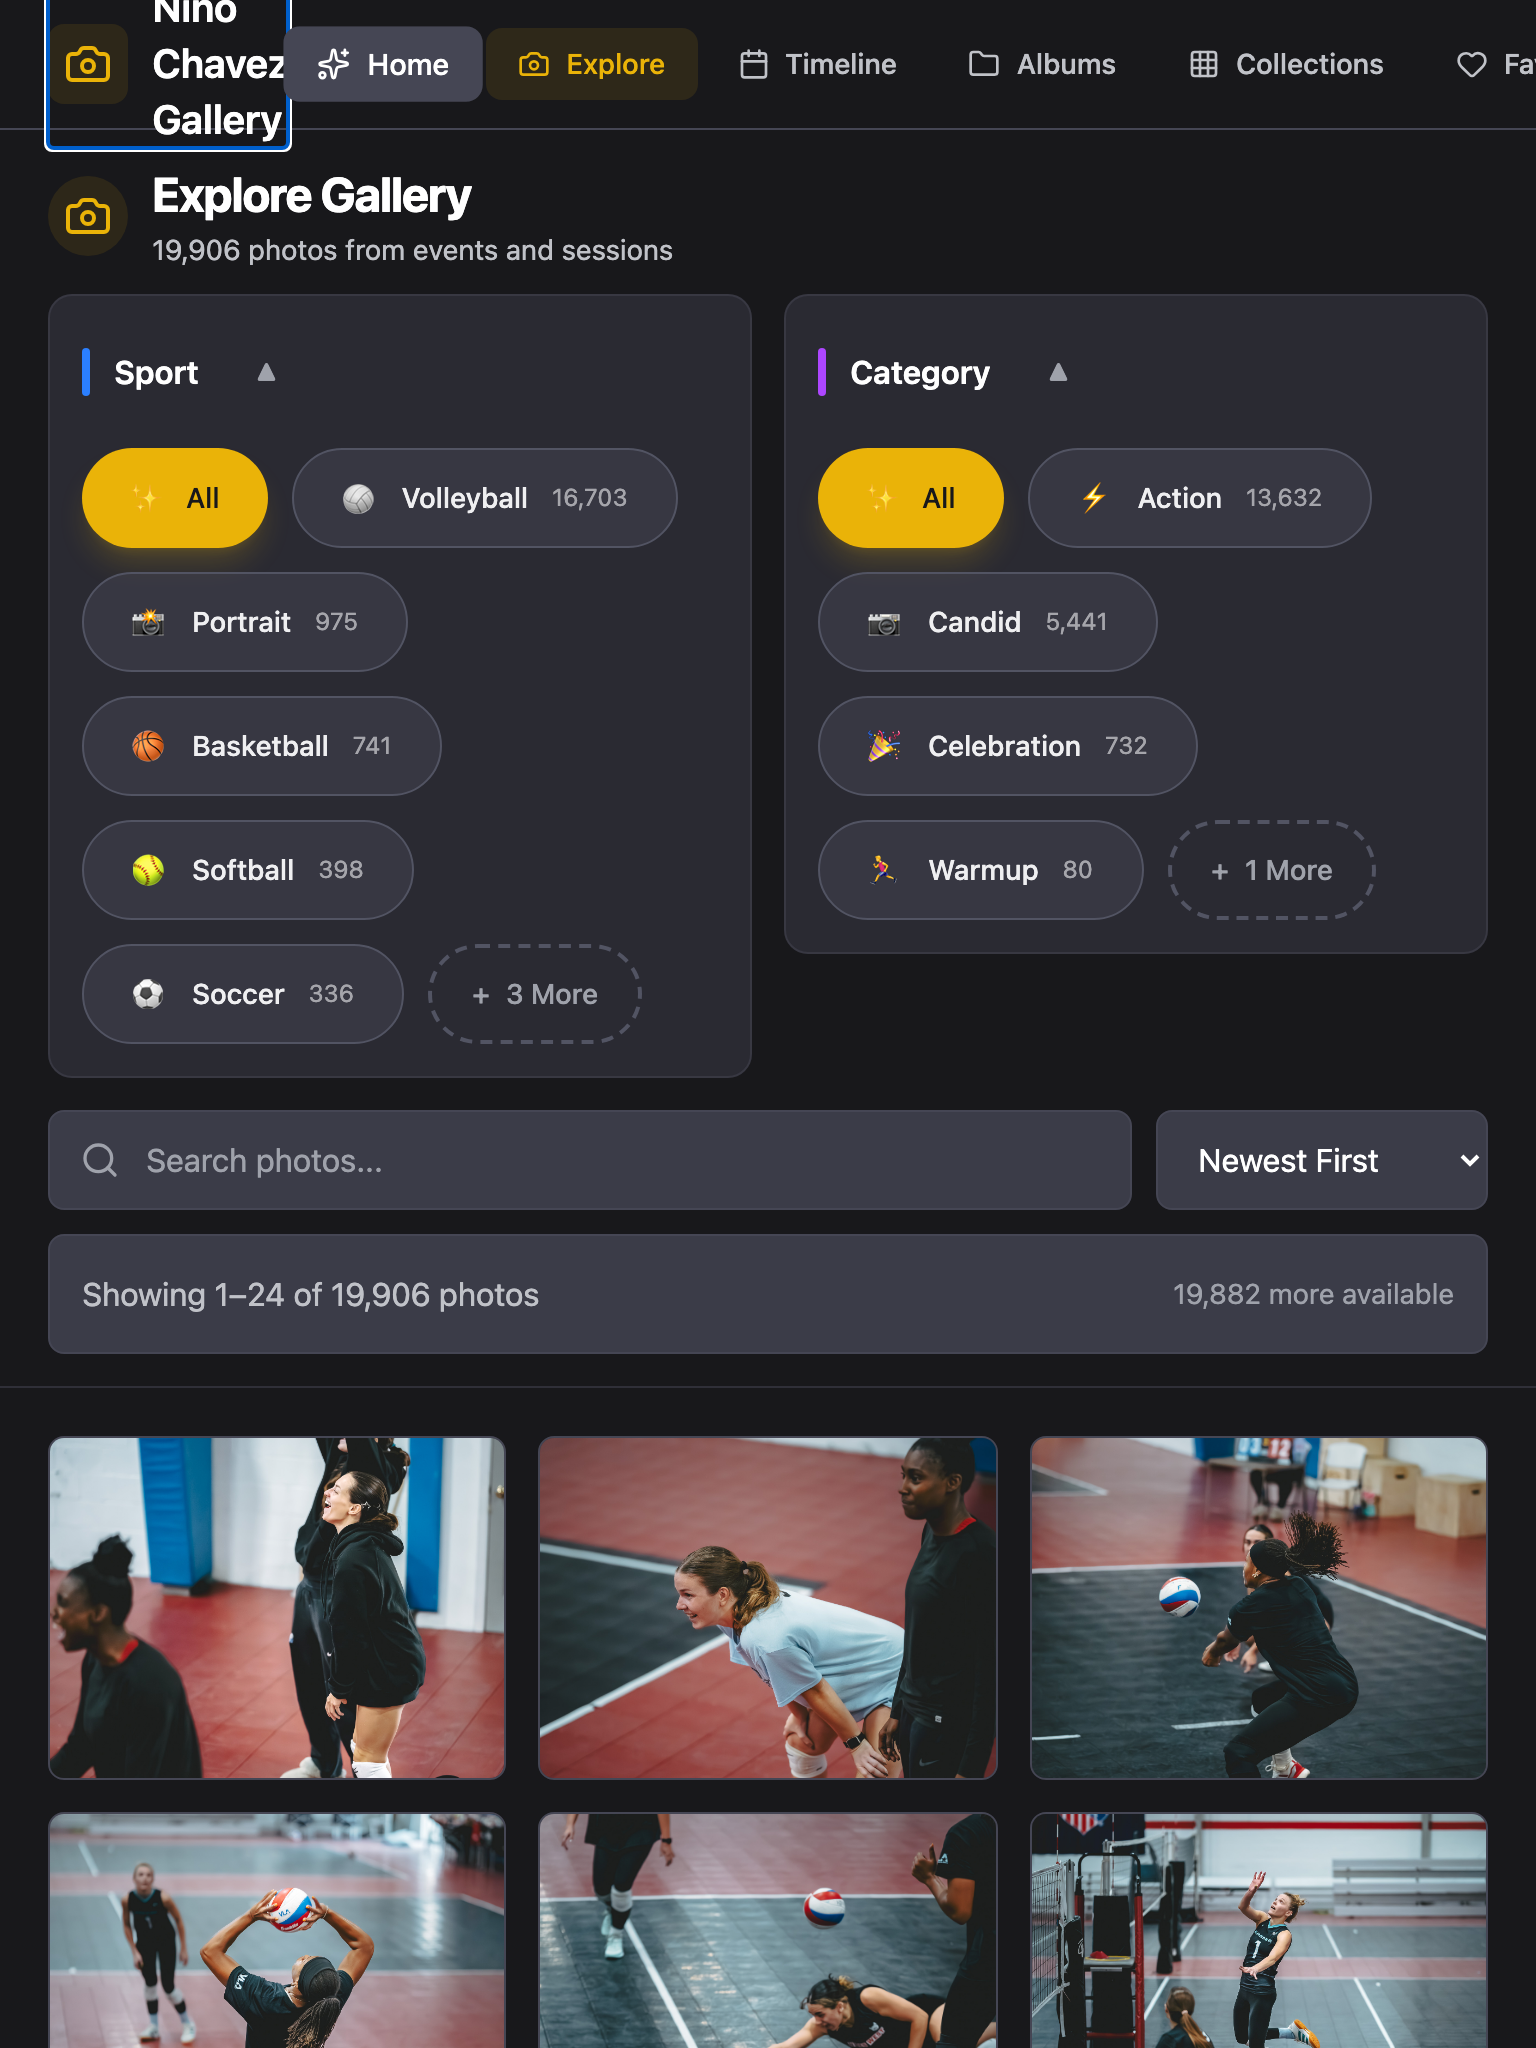 Nino
Chavez
Gallery
Home
Explore
Timeline
Albums
Collections
Explore Gallery
19,906 photos from events and sessions
Sport ▲
✨ All
Volleyball 16,703
Portrait 975
Basketball 741
Softball 398
Soccer 336
+ 3 More
Category ▲
✨ All
Action 13,632
Candid 5,441
Celebration 732
Warmup 80
+ 1 More
Search photos...
Newest First
Showing 1–24 of 19,906 photos
19,882 more available